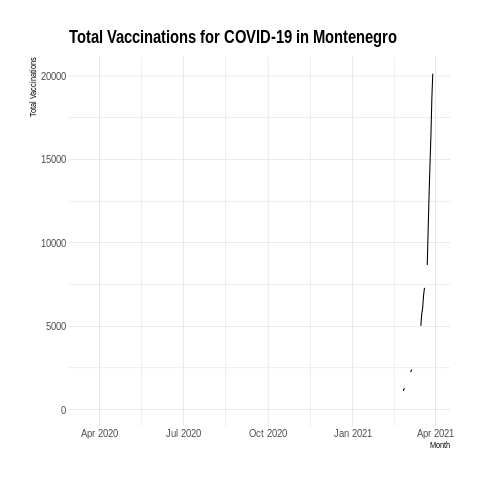 Total Vaccinations for COVID-19 in Montenegro
Total Vaccinations
20000
15000
10000
5000
0
Apr 2020 Jul 2020 Oct 2020 Jan 2021 Apr 2021
Month